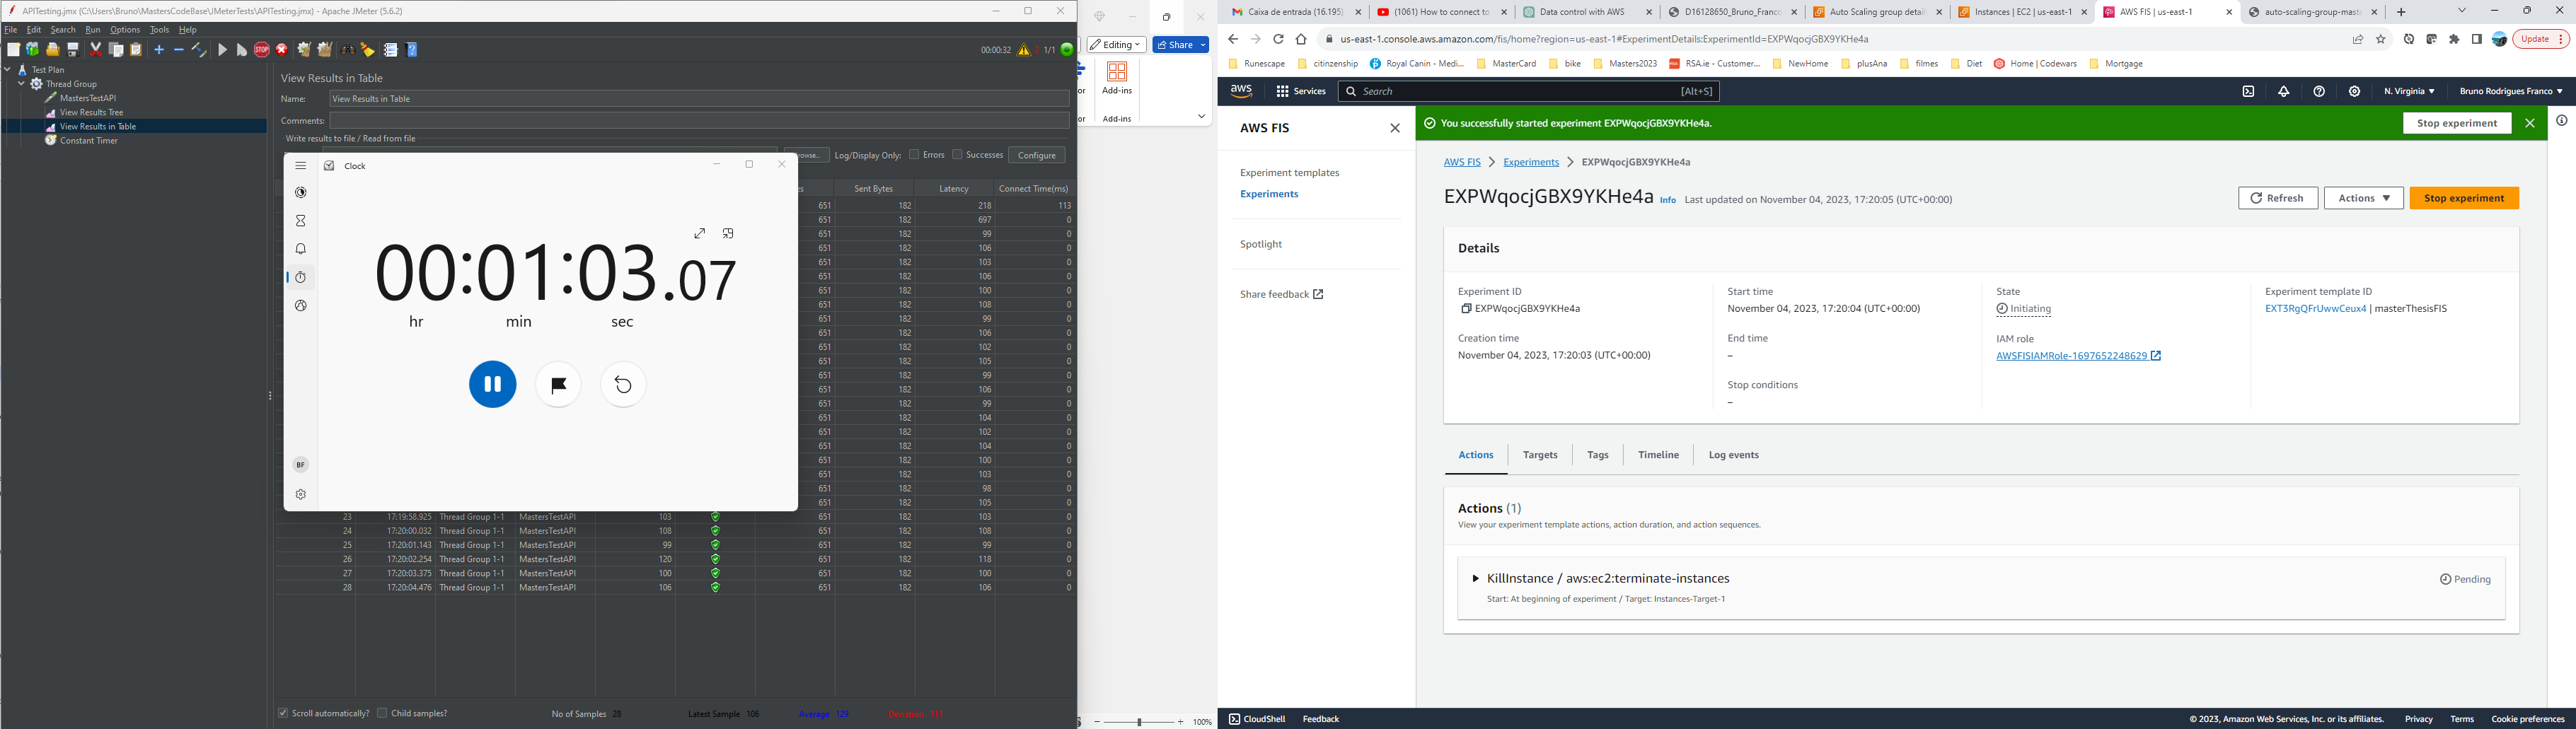 APITesting.jmx (C:\Users\Bruno\MastersCodeBase\JMeterTests\APITesting.jmx) - Apache JMeter (5.6.2)
File Edit Search Run Options Tools Help
00:00:32 2 1/1
Test Plan
Thread Group
MastersTestAPI
View Results Tree
View Results in Table
Constant Timer
View Results in Table
Name: View Results in Table
Comments:
Write results to file / Read from file
rowse... Log/Display Only: Errors Successes Configure
es Sent Bytes Latency Connect Time(ms)
651 182 218 113
651 182 697 0
651 182 99 0
651 182 106 0
651 182 103 0
651 182 106 0
651 182 100 0
651 182 108 0
651 182 99 0
651 182 106 0
651 182 102 0
651 182 105 0
651 182 99 0
651 182 106 0
651 182 99 0
651 182 104 0
651 182 102 0
651 182 104 0
651 182 100 0
651 182 103 0
651 182 98 0
651 182 105 0
23 17:19:58.925 Thread Group 1-1 MastersTestAPI 103 651 182 103 0
24 17:20:00.032 Thread Group 1-1 MastersTestAPI 108 651 182 108 0
25 17:20:01.143 Thread Group 1-1 MastersTestAPI 99 651 182 99 0
26 17:20:02.254 Thread Group 1-1 MastersTestAPI 120 651 182 118 0
27 17:20:03.375 Thread Group 1-1 MastersTestAPI 100 651 182 100 0
28 17:20:04.476 Thread Group 1-1 MastersTestAPI 106 651 182 106 0
Scroll automatically? Child samples? No of Samples 28 Latest Sample 106 Average 129 Deviation 111
Clock
00:01:03.07
hr min sec
BF
Editing Share
or Add-ins
or Add-ins
100%
Caixa de entrada (16.195) (1061) How to connect to Data control with AWS D16128650_Bruno_Franco Auto Scaling group detail Instances | EC2 | us-east-1 AWS FIS | us-east-1 auto-scaling-group-maste
us-east-1.console.aws.amazon.com/fis/home?region=us-east-1#ExperimentDetails:ExperimentId=EXPWqocjGBX9YKHe4a Update
Runescape citinzenship Royal Canin - Medi... MasterCard bike Masters2023 RSA.ie - Customer... NewHome plusAna filmes Diet Home | Codewars Mortgage
aws Services Search [Alt+S] N. Virginia Bruno Rodrigues Franco
AWS FIS
Experiment templates
Experiments
Spotlight
Share feedback
You successfully started experiment EXPWqocjGBX9YKHe4a. Stop experiment
AWS FIS Experiments EXPWqocjGBX9YKHe4a
EXPWqocjGBX9YKHe4a Info Last updated on November 04, 2023, 17:20:05 (UTC+00:00) Refresh Actions Stop experiment
Details
Experiment ID
EXPWqocjGBX9YKHe4a
Creation time
November 04, 2023, 17:20:03 (UTC+00:00)
Start time
November 04, 2023, 17:20:04 (UTC+00:00)
End time
–
Stop conditions
–
State
Initiating
IAM role
AWSFISIAMRole-1697652248629
Experiment template ID
EXT3RgQFrUwwCeux4 | masterThesisFIS
Actions Targets Tags Timeline Log events
Actions (1)
View your experiment template actions, action duration, and action sequences.
KillInstance / aws:ec2:terminate-instances Pending
Start: At beginning of experiment / Target: Instances-Target-1
CloudShell Feedback © 2023, Amazon Web Services, Inc. or its affiliates. Privacy Terms Cookie preferences